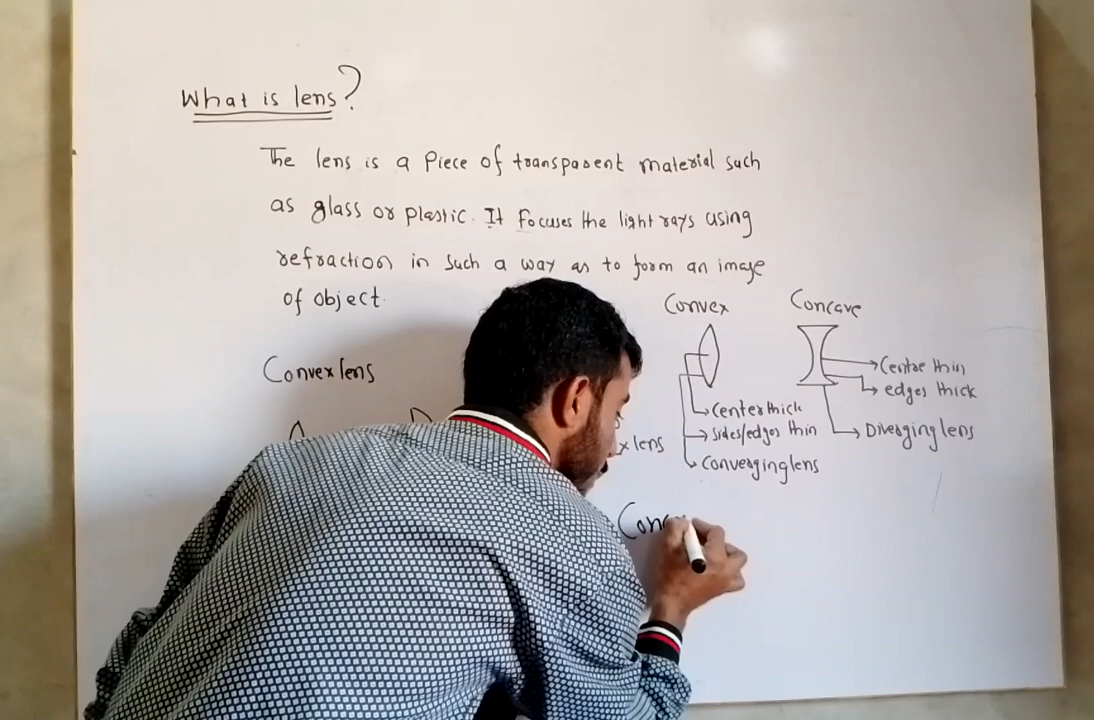 What is lens?
The lens is a piece of transparent material such
as glass or plastic. It focuses the light rays using
refraction in such a way as to form an image
of object.
Convex lens
Convex
Center thick
Sides/edges thin
Converging lens
Concave
Centre thin
edges thick
Diverging lens
x lens
Conc